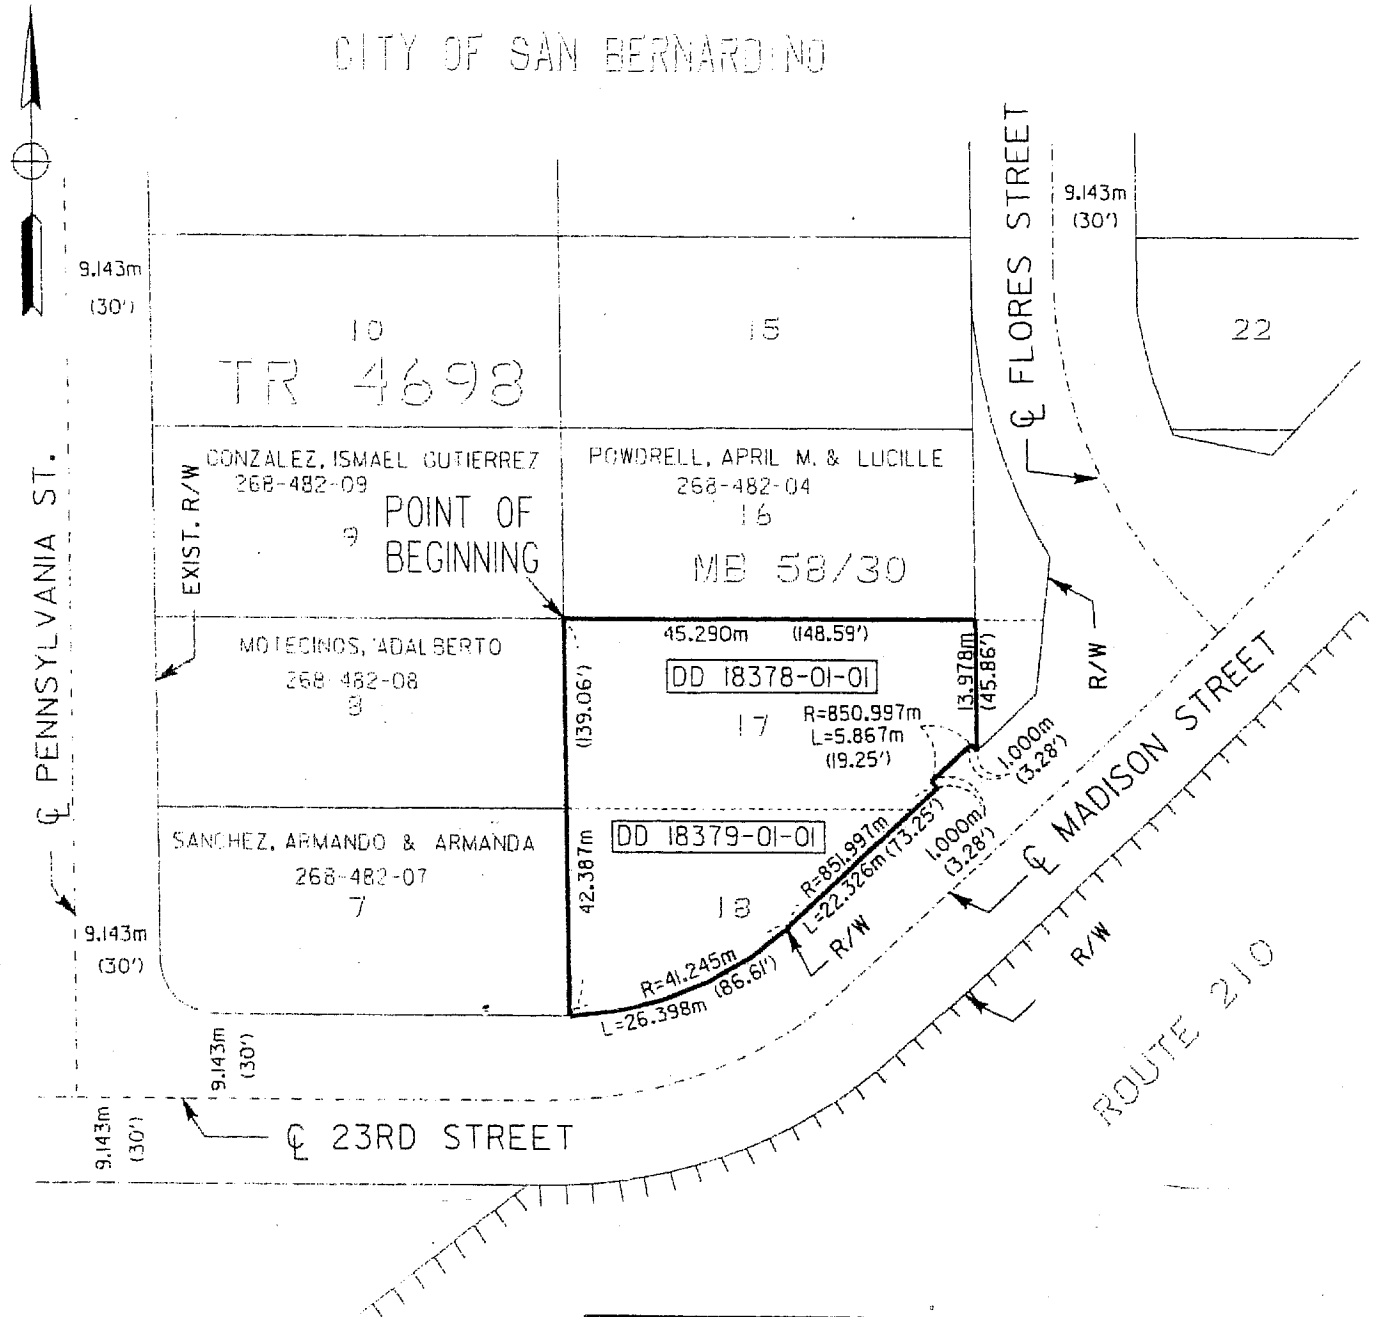 CITY OF SAN BERNARDINO
℄ FLORES STREET
9.143m
(30')
9.143m
(30')
10
15
22
TR 4698
℄ PENNSYLVANIA ST.
EXIST. R/W
GONZALEZ, ISMAEL GUTIERREZ
268-482-09
9
POWDRELL, APRIL M. & LUCILLE
268-482-04
16
POINT OF
BEGINNING
MB 58/30
R/W
MOTECINOS, ADALBERTO
268-482-08
8
45.290m (148.59')
13.978m
(45.86')
DD 18378-01-01
17
R=850.997m
L=5.867m
(19.25')
(139.06')
42.387m
1.000m
(3.28')
1.000m
(3.28')
℄ MADISON STREET
SANCHEZ, ARMANDO & ARMANDA
268-482-07
7
DD 18379-01-01
18
R=851.997m
L=22.326m (73.25')
R/W
R/W
9.143m
(30')
R=41.245m
L=26.398m (86.61')
ROUTE 210
9.143m
(30')
9.143m
(30')
℄ 23RD STREET